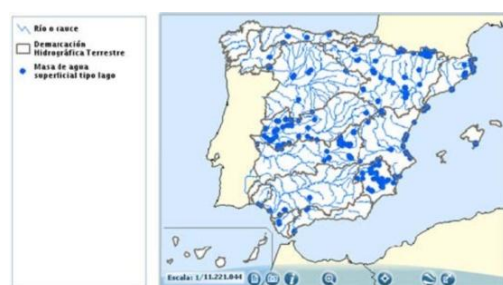 Río o cauce
Demarcación
Hidrográfica Terrestre
Masa de agua
superficial tipo lago
Escala: 1/11.221.044